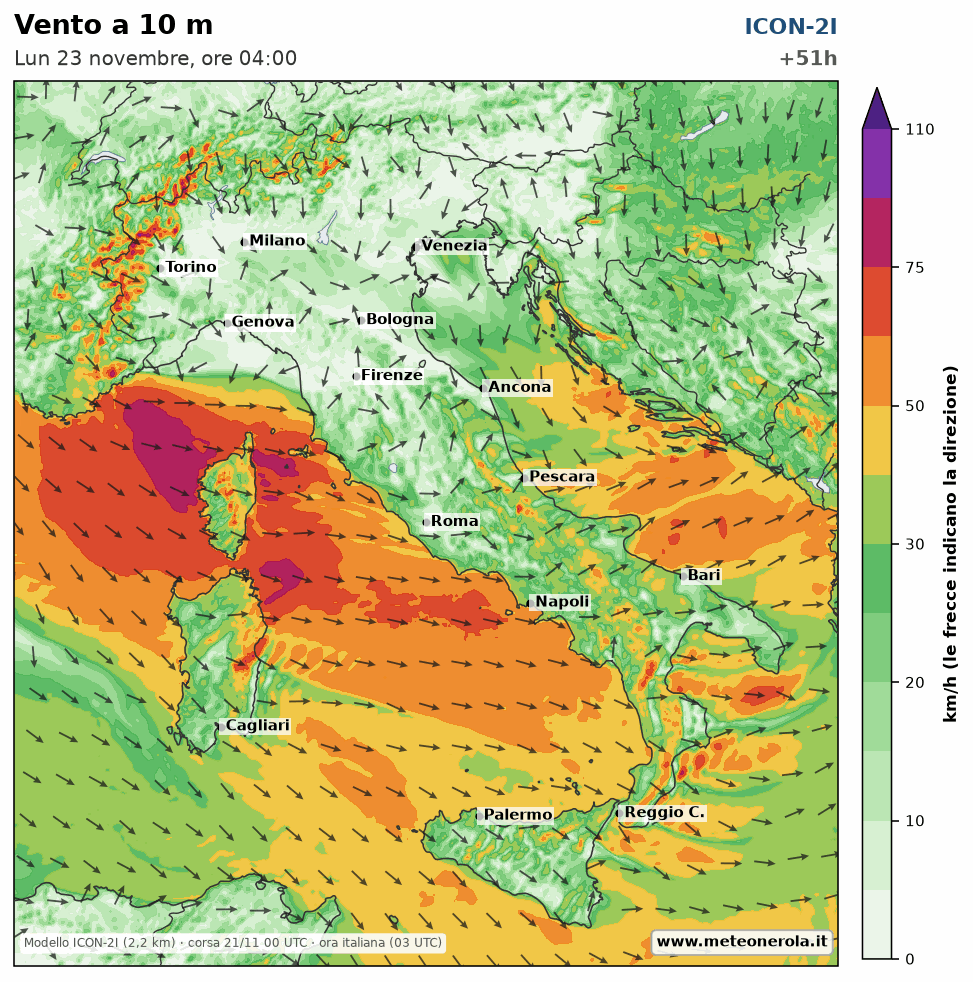 Vento a 10 m
ICON-2I
Lun 23 novembre, ore 04:00
+51h
110
Milano
Venezia
Torino
75
Genova
Bologna
Firenze
Ancona
50
Pescara
Roma
30
Bari
Napoli
20
Cagliari
Palermo
Reggio C.
10
km/h (le frecce indicano la direzione)
Modello ICON-2I (2,2 km) · corsa 21/11 00 UTC · ora italiana (03 UTC)
www.meteonerola.it
0